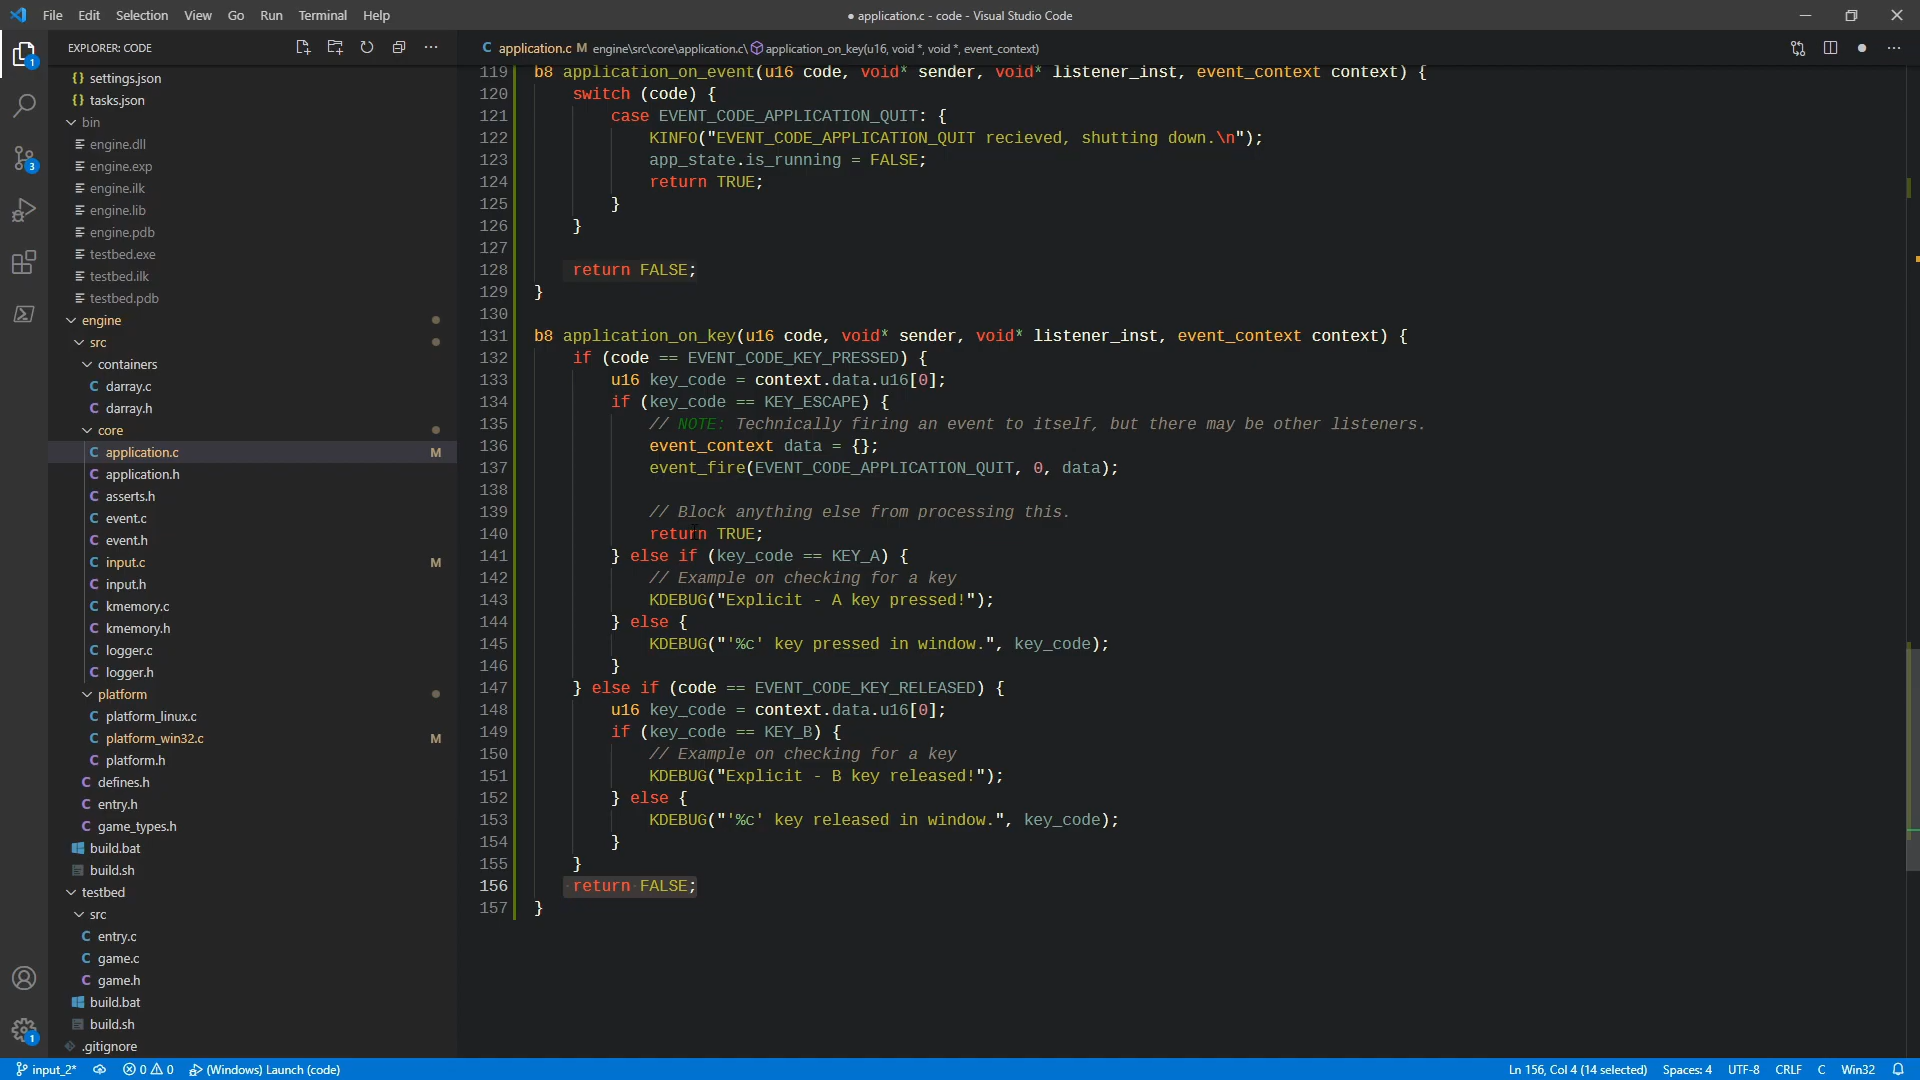 File Edit Selection View Go Run Terminal Help
● application.c - code - Visual Studio Code
EXPLORER: CODE
settings.json
tasks.json
bin
engine.dll
engine.exp
engine.ilk
engine.lib
engine.pdb
testbed.exe
testbed.ilk
testbed.pdb
engine
src
containers
C darray.c
C darray.h
core
C application.c M
C application.h
C asserts.h
C event.c
C event.h
C input.c M
C input.h
C kmemory.c
C kmemory.h
C logger.c
C logger.h
platform
C platform_linux.c
C platform_win32.c M
C platform.h
C defines.h
C entry.h
C game_types.h
build.bat
build.sh
testbed
src
C entry.c
C game.c
C game.h
build.bat
build.sh
.gitignore
1
3
1
C application.c M engine\src\core\application.c\ application_on_key(u16, void *, void *, event_context)
119 b8 application_on_event(u16 code, void* sender, void* listener_inst, event_context context) {
120 switch (code) {
121 case EVENT_CODE_APPLICATION_QUIT: {
122 KINFO("EVENT_CODE_APPLICATION_QUIT recieved, shutting down.\n");
123 app_state.is_running = FALSE;
124 return TRUE;
125 }
126 }
127
128 return FALSE;
129 }
130
131 b8 application_on_key(u16 code, void* sender, void* listener_inst, event_context context) {
132 if (code == EVENT_CODE_KEY_PRESSED) {
133 u16 key_code = context.data.u16[0];
134 if (key_code == KEY_ESCAPE) {
135 // NOTE: Technically firing an event to itself, but there may be other listeners.
136 event_context data = {};
137 event_fire(EVENT_CODE_APPLICATION_QUIT, 0, data);
138
139 // Block anything else from processing this.
140 return TRUE;
141 } else if (key_code == KEY_A) {
142 // Example on checking for a key
143 KDEBUG("Explicit - A key pressed!");
144 } else {
145 KDEBUG("'%c' key pressed in window.", key_code);
146 }
147 } else if (code == EVENT_CODE_KEY_RELEASED) {
148 u16 key_code = context.data.u16[0];
149 if (key_code == KEY_B) {
150 // Example on checking for a key
151 KDEBUG("Explicit - B key released!");
152 } else {
153 KDEBUG("'%c' key released in window.", key_code);
154 }
155 }
156 return FALSE;
157 }
input_2* 0 0 (Windows) Launch (code)
Ln 156, Col 4 (14 selected) Spaces: 4 UTF-8 CRLF C Win32